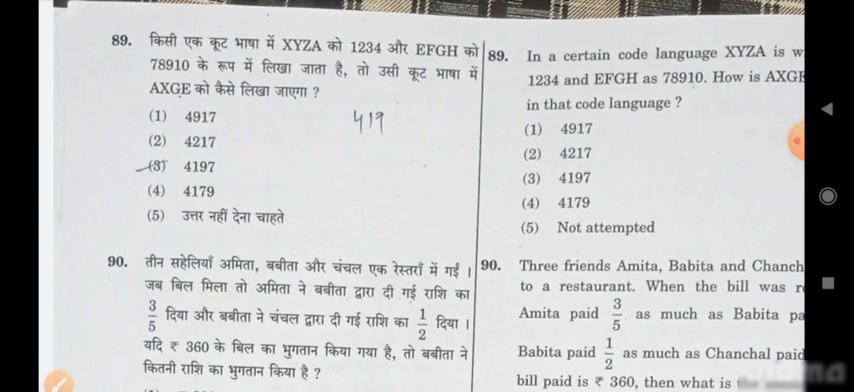 89. किसी एक कूट भाषा में XYZA को 1234 और EFGH को
78910 के रूप में लिखा जाता है, तो उसी कूट भाषा में
AXGE को कैसे लिखा जाएगा ?
(1) 4917
(2) 4217
(3) 4197
(4) 4179
(5) उत्तर नहीं देना चाहते
419
90. तीन सहेलियाँ अमिता, बबीता और चंचल एक रेस्तराँ में गईं ।
जब बिल मिला तो अमिता ने बबीता द्वारा दी गई राशि का
3/5 दिया और बबीता ने चंचल द्वारा दी गई राशि का 1/2 दिया ।
यदि ₹ 360 के बिल का भुगतान किया गया है, तो बबीता ने
कितनी राशि का भुगतान किया है ?
89. In a certain code language XYZA is w
1234 and EFGH as 78910. How is AXGE
in that code language ?
(1) 4917
(2) 4217
(3) 4197
(4) 4179
(5) Not attempted
90. Three friends Amita, Babita and Chanch
to a restaurant. When the bill was r
Amita paid 3/5 as much as Babita pa
Babita paid 1/2 as much as Chanchal paid
bill paid is ₹ 360, then what is